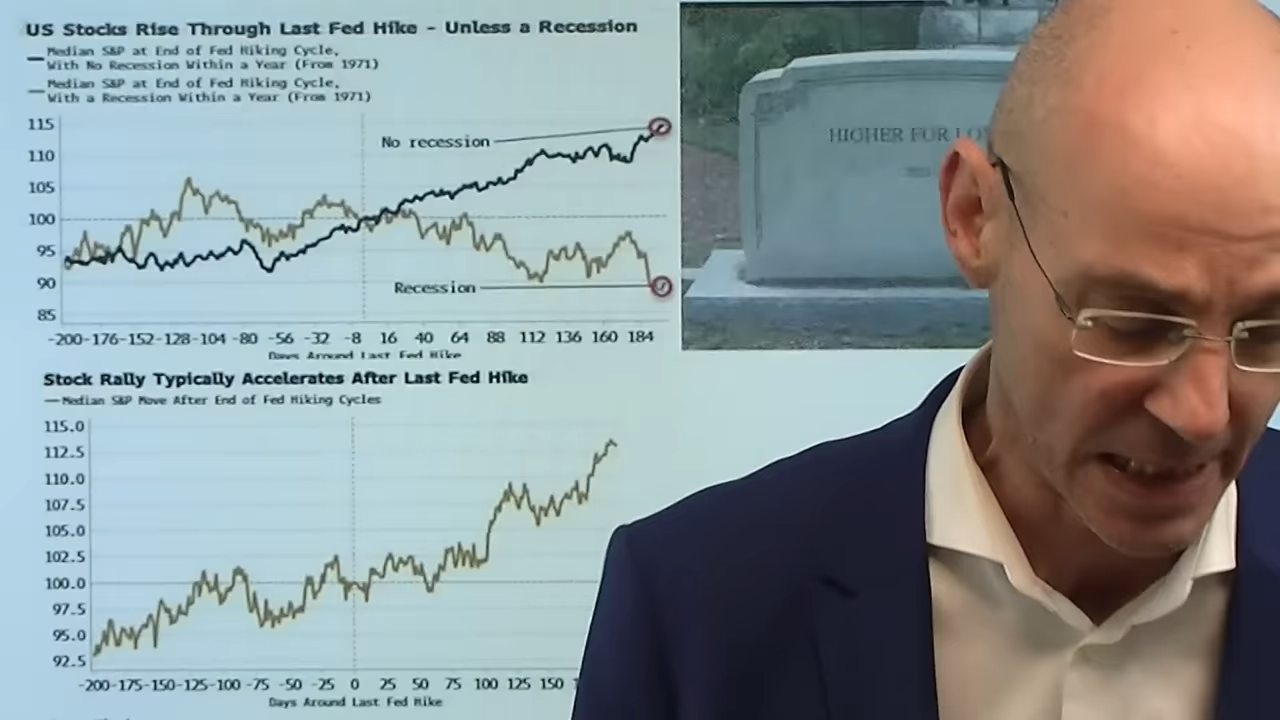 US Stocks Rise Through Last Fed Hike – Unless a Recession
Median S&P at End of Fed Hiking Cycle,
With No Recession Within a Year (From 1971)
Median S&P at End of Fed Hiking Cycle,
With a Recession Within a Year (From 1971)
115
110
105
100
95
90
85
No recession
Recession
-200-176-152-128-104 -80 -56 -32 -8 16 40 64 88 112 136 160 184
Days Around Last Fed Hike
HIGHER FOR
Stock Rally Typically Accelerates After Last Fed Hike
Median S&P Move After End of Fed Hiking Cycles
115.0
112.5
110.0
107.5
105.0
102.5
100.0
97.5
95.0
92.5
-200-175-150-125-100 -75 -50 -25 0 25 50 75 100 125 150
Days Around Last Fed Hike